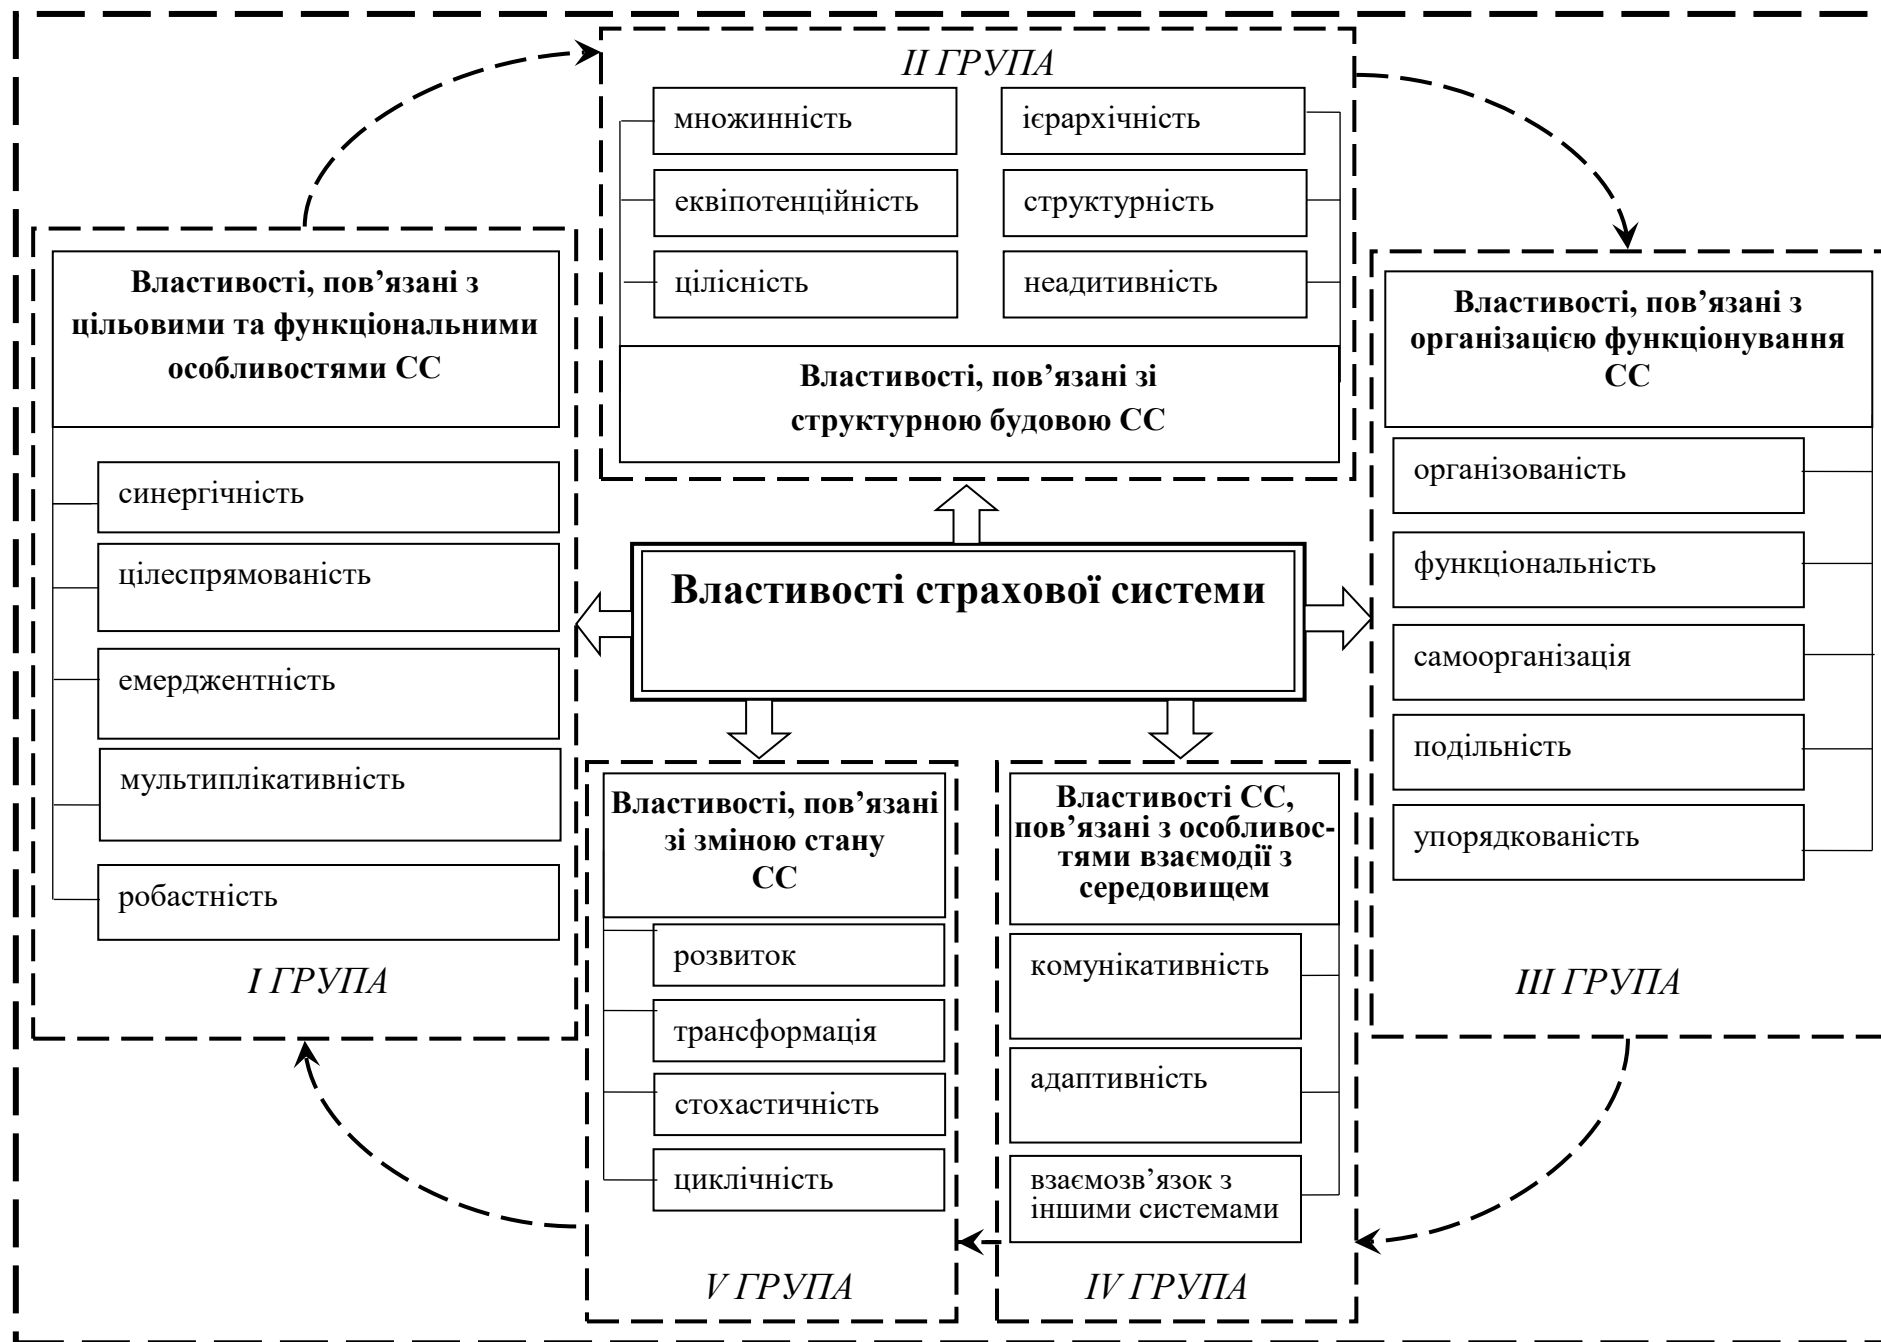 II ГРУПА
множинність
ієрархічність
еквіпотенційність
структурність
цілісність
неадитивність
Властивості, пов’язані зі
структурною будовою СС
Властивості, пов’язані з
цільовими та функціональними
особливостями СС
синергічність
цілеспрямованість
емерджентність
мультиплікативність
робастність
I ГРУПА
Властивості страхової системи
Властивості, пов’язані з
організацією функціонування
СС
організованість
функціональність
самоорганізація
подільність
упорядкованість
III ГРУПА
Властивості, пов’язані
зі зміною стану
СС
розвиток
трансформація
стохастичність
циклічність
V ГРУПА
Властивості СС,
пов’язані з особливос-
тями взаємодії з
середовищем
комунікативність
адаптивність
взаємозв’язок з
іншими системами
IV ГРУПА